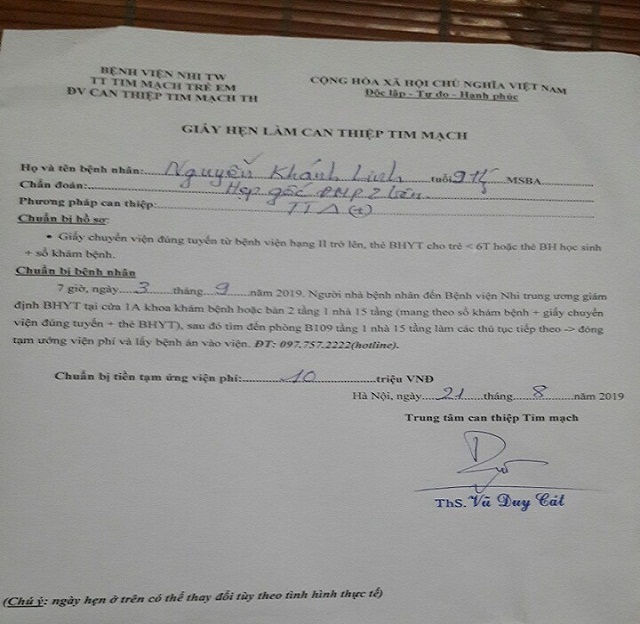 BỆNH VIỆN NHI TW
TT TIM MẠCH TRẺ EM
ĐV CAN THIỆP TIM MẠCH TH
CỘNG HÒA XÃ HỘI CHỦ NGHĨA VIỆT NAM
Độc lập - Tự do - Hạnh phúc
GIẤY HẸN LÀM CAN THIỆP TIM MẠCH
Họ và tên bệnh nhân: Nguyễn Khánh Linh tuổi 9 th MSBA
Chẩn đoán: Hẹp gốc ĐMP 2 bên
Phương pháp can thiệp: TTΔ (+)
Chuẩn bị hồ sơ:
• Giấy chuyển viện đúng tuyến từ bệnh viện hạng II trở lên, thẻ BHYT cho trẻ < 6T hoặc thẻ BH học sinh
+ sổ khám bệnh.
Chuẩn bị bệnh nhân
7 giờ, ngày 3 tháng 9 năm 2019. Người nhà bệnh nhân đến Bệnh viện Nhi trung ương giám
định BHYT tại cửa 1A khoa khám bệnh hoặc bàn 2 tầng 1 nhà 15 tầng (mang theo sổ khám bệnh + giấy chuyển
viện đúng tuyến + thẻ BHYT), sau đó tìm đến phòng B109 tầng 1 nhà 15 tầng làm các thủ tục tiếp theo -> đóng
tạm ướng viện phí và lấy bệnh án vào viện. ĐT: 097.757.2222(hotline).
Chuẩn bị tiền tạm ứng viện phí: 10 triệu VNĐ
Hà Nội, ngày 21 tháng 8 năm 2019
Trung tâm can thiệp Tim mạch
ThS. Vũ Duy Cát
(Chú ý: ngày hẹn ở trên có thể thay đổi tùy theo tình hình thực tế)